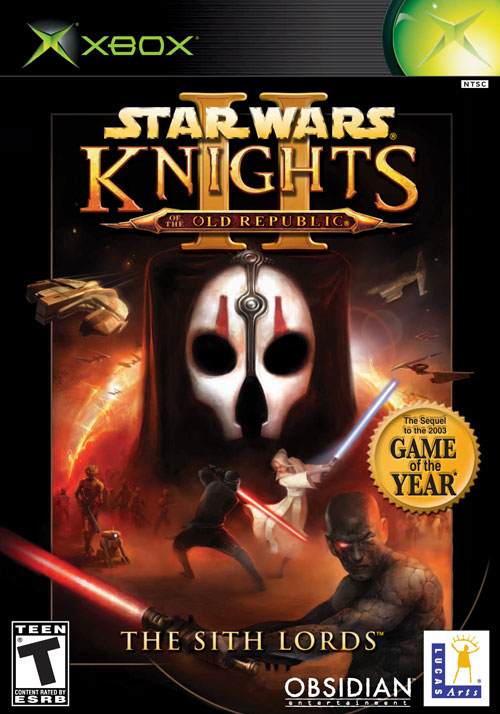 XBOX
NTSC
II
STAR WARS®
KNIGHTS
OF THE OLD REPUBLIC®
The Sequel
to the 2003
GAME
of the
YEAR*
THE SITH LORDS™
TEEN
T
CONTENT RATED BY
ESRB
OBSIDIAN
entertainment
LUCAS
Arts